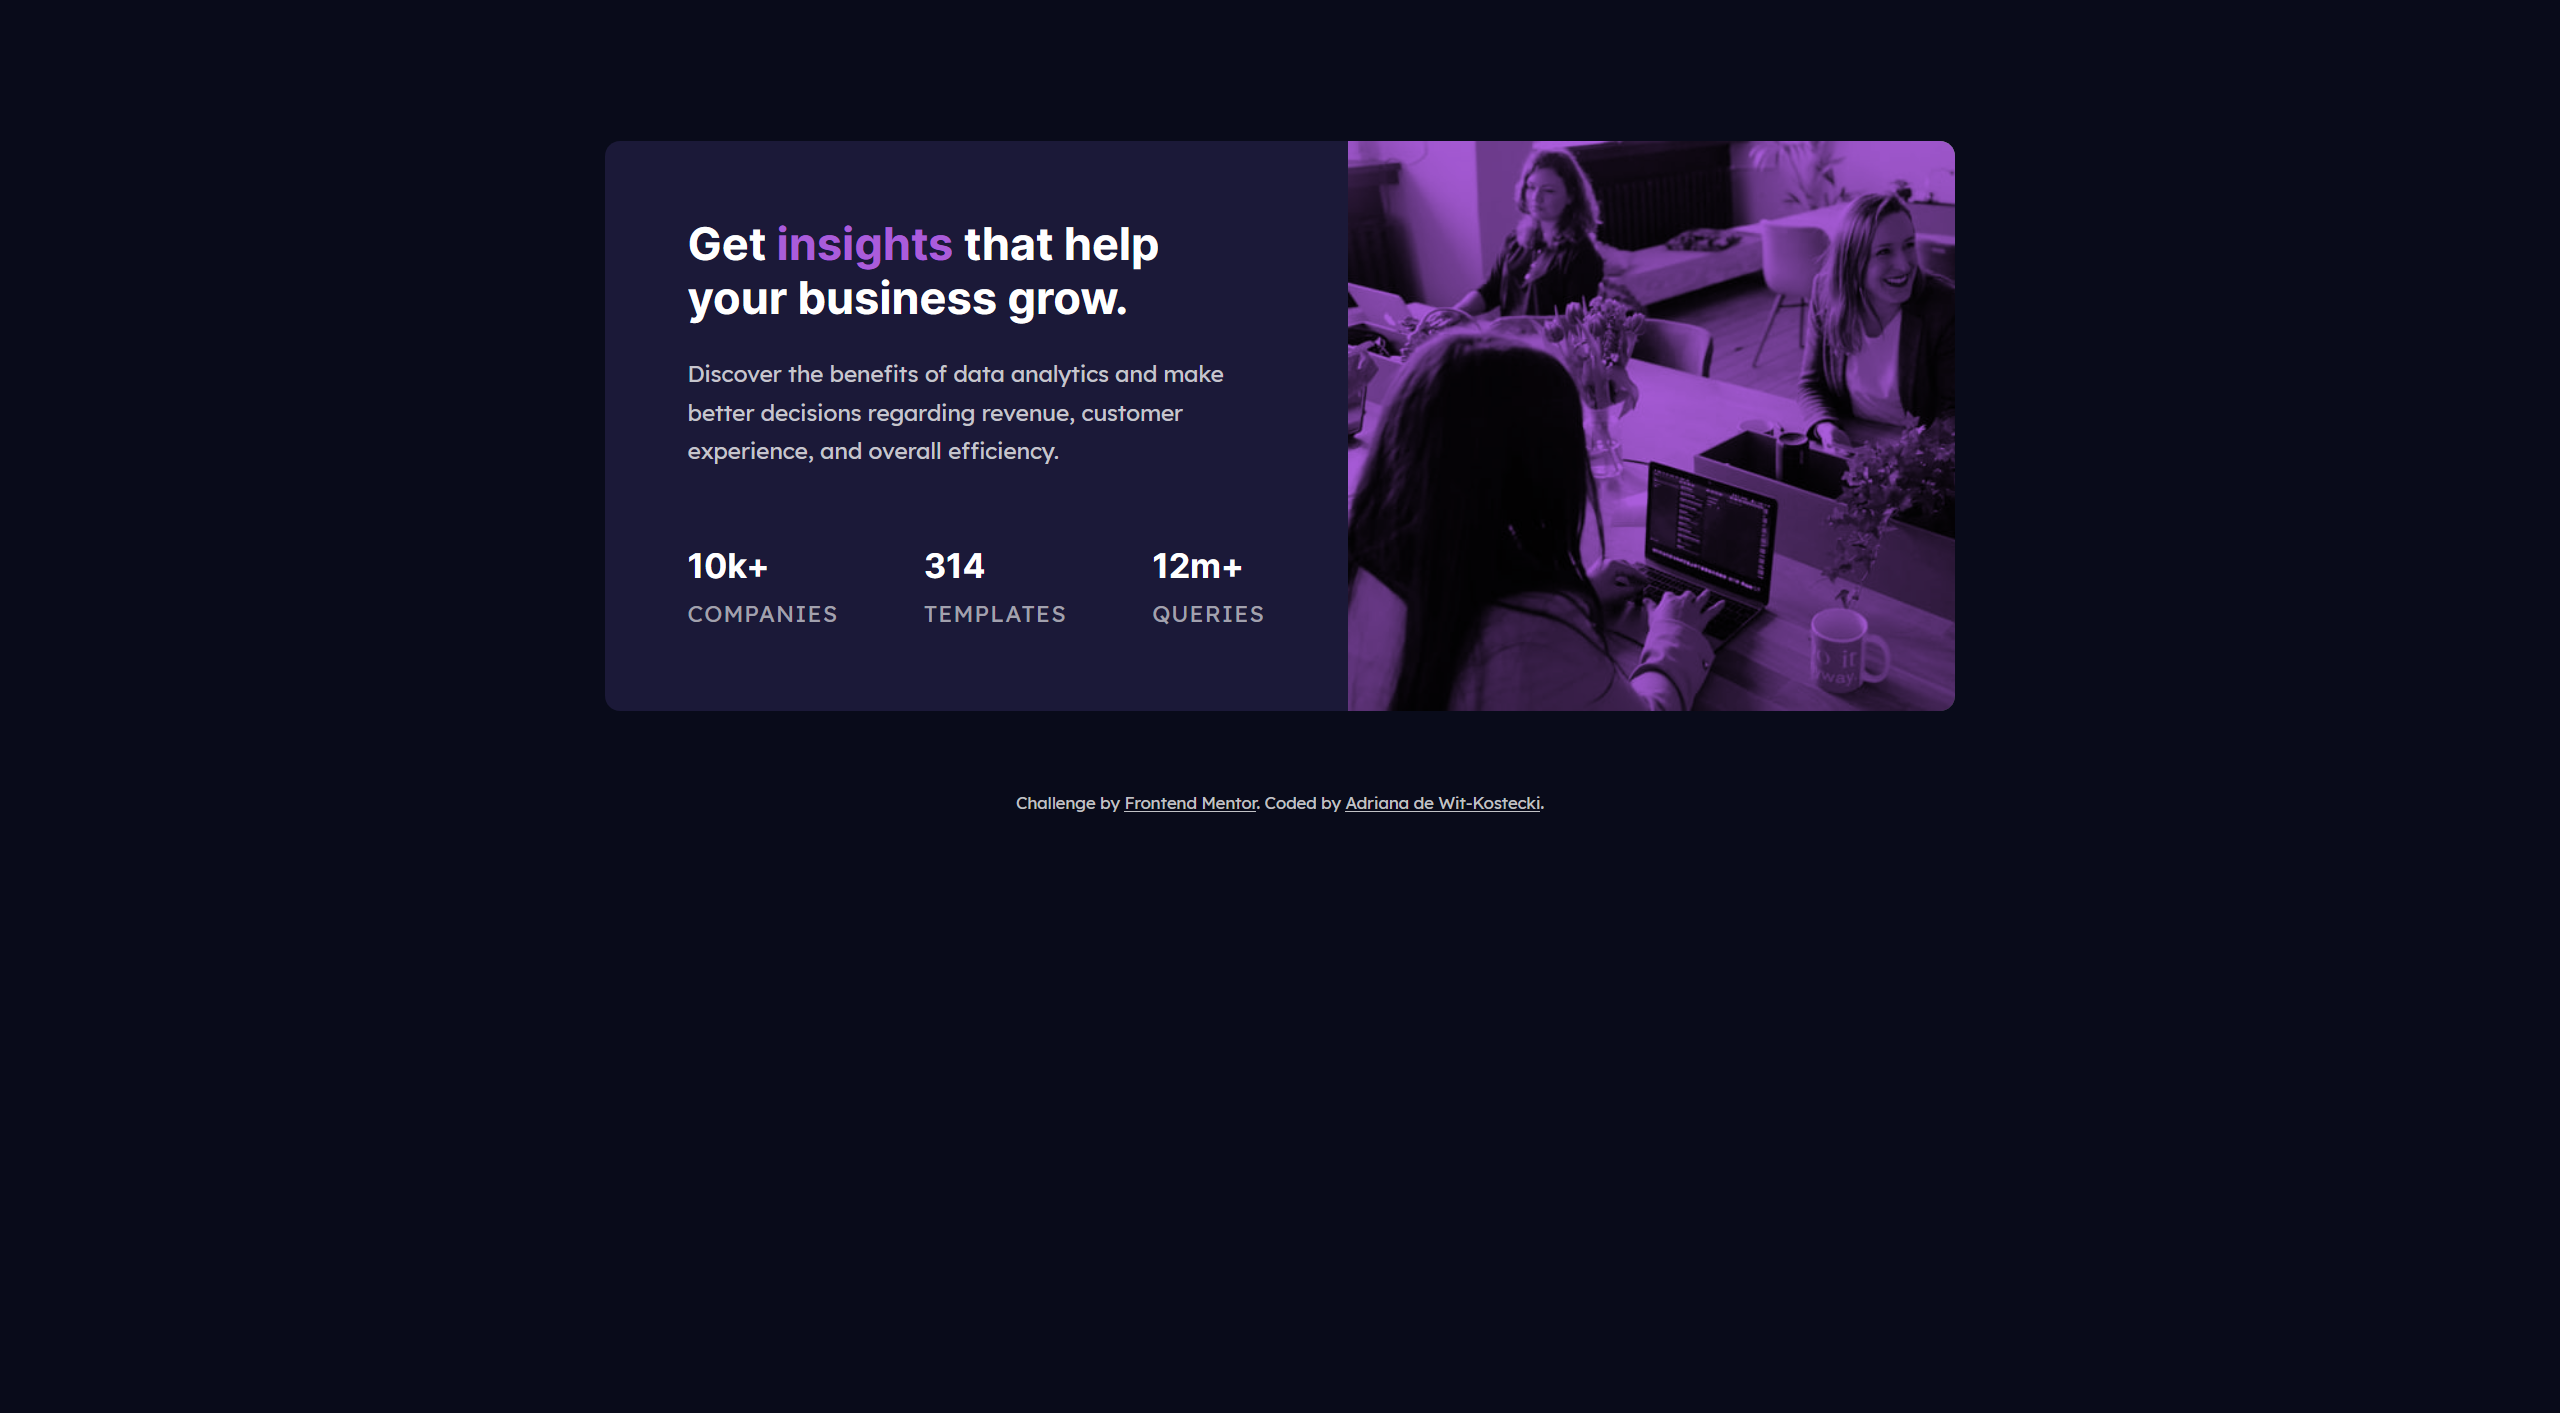 Get insights that help
your business grow.
Discover the benefits of data analytics and make
better decisions regarding revenue, customer
experience, and overall efficiency.
10k+ 314 12m+
COMPANIES TEMPLATES QUERIES
Challenge by Frontend Mentor. Coded by Adriana de Wit-Kostecki.